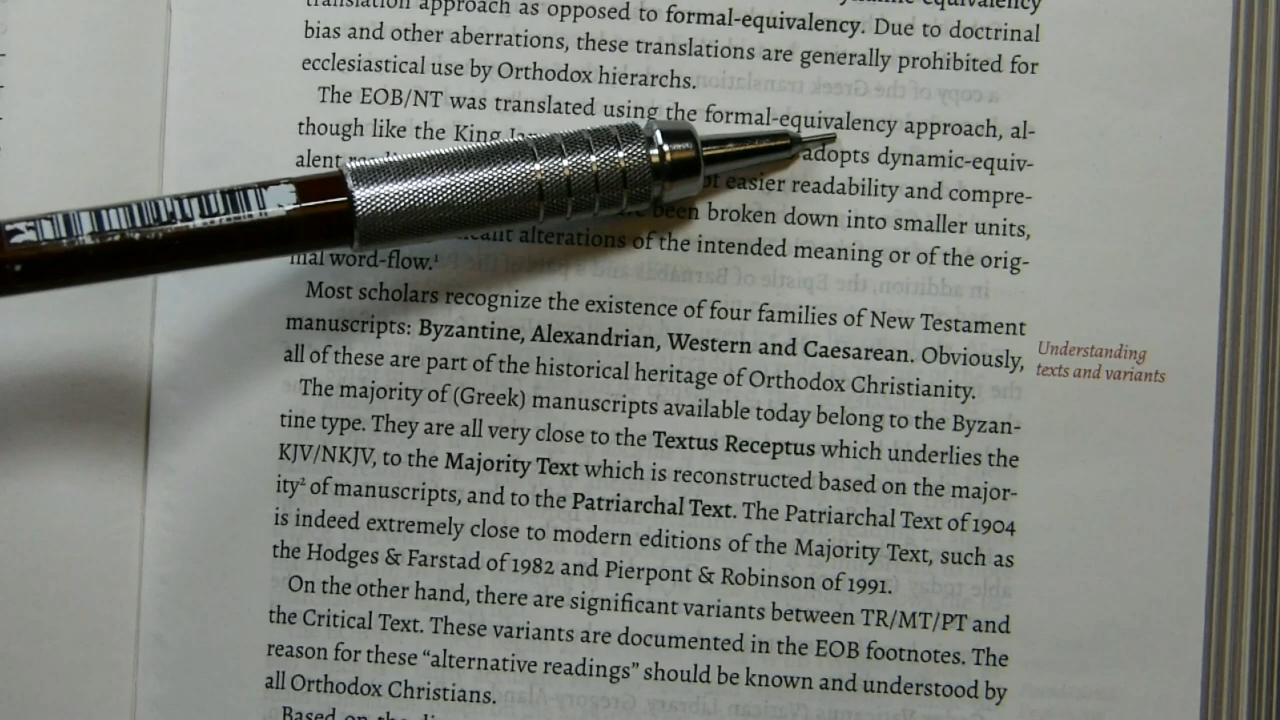 translation approach as opposed to formal-equivalency. Due to doctrinal
bias and other aberrations, these translations are generally prohibited for
ecclesiastical use by Orthodox hierarchs.
The EOB/NT was translated using the formal-equivalency approach, al-
though like the King
adopts dynamic-equiv-
alent
easier readability and compre-
been broken down into smaller units,
alterations of the intended meaning or of the orig-
inal word-flow.¹
Most scholars recognize the existence of four families of New Testament
manuscripts: Byzantine, Alexandrian, Western and Caesarean. Obviously,
all of these are part of the historical heritage of Orthodox Christianity.
Understanding
texts and variants
The majority of (Greek) manuscripts available today belong to the Byzan-
tine type. They are all very close to the Textus Receptus which underlies the
KJV/NKJV, to the Majority Text which is reconstructed based on the major-
ity² of manuscripts, and to the Patriarchal Text. The Patriarchal Text of 1904
is indeed extremely close to modern editions of the Majority Text, such as
the Hodges & Farstad of 1982 and Pierpont & Robinson of 1991.
On the other hand, there are significant variants between TR/MT/PT and
the Critical Text. These variants are documented in the EOB footnotes. The
reason for these “alternative readings” should be known and understood by
all Orthodox Christians.
Based on the